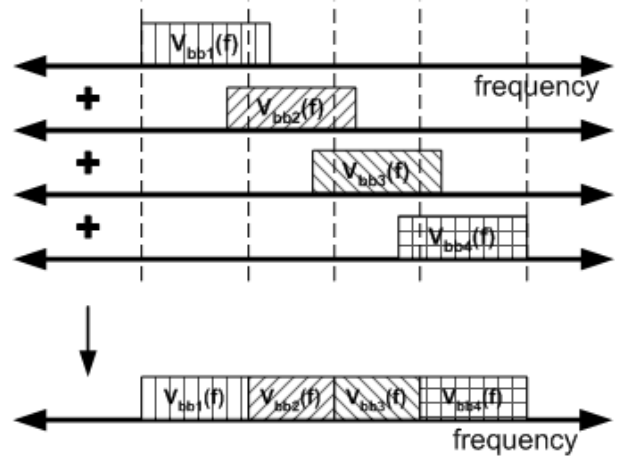 V_bb1(f)
frequency
+
V_bb2(f)
+
V_bb3(f)
+
V_bb4(f)
V_bb1(f) V_bb2(f) V_bb3(f) V_bb4(f)
frequency